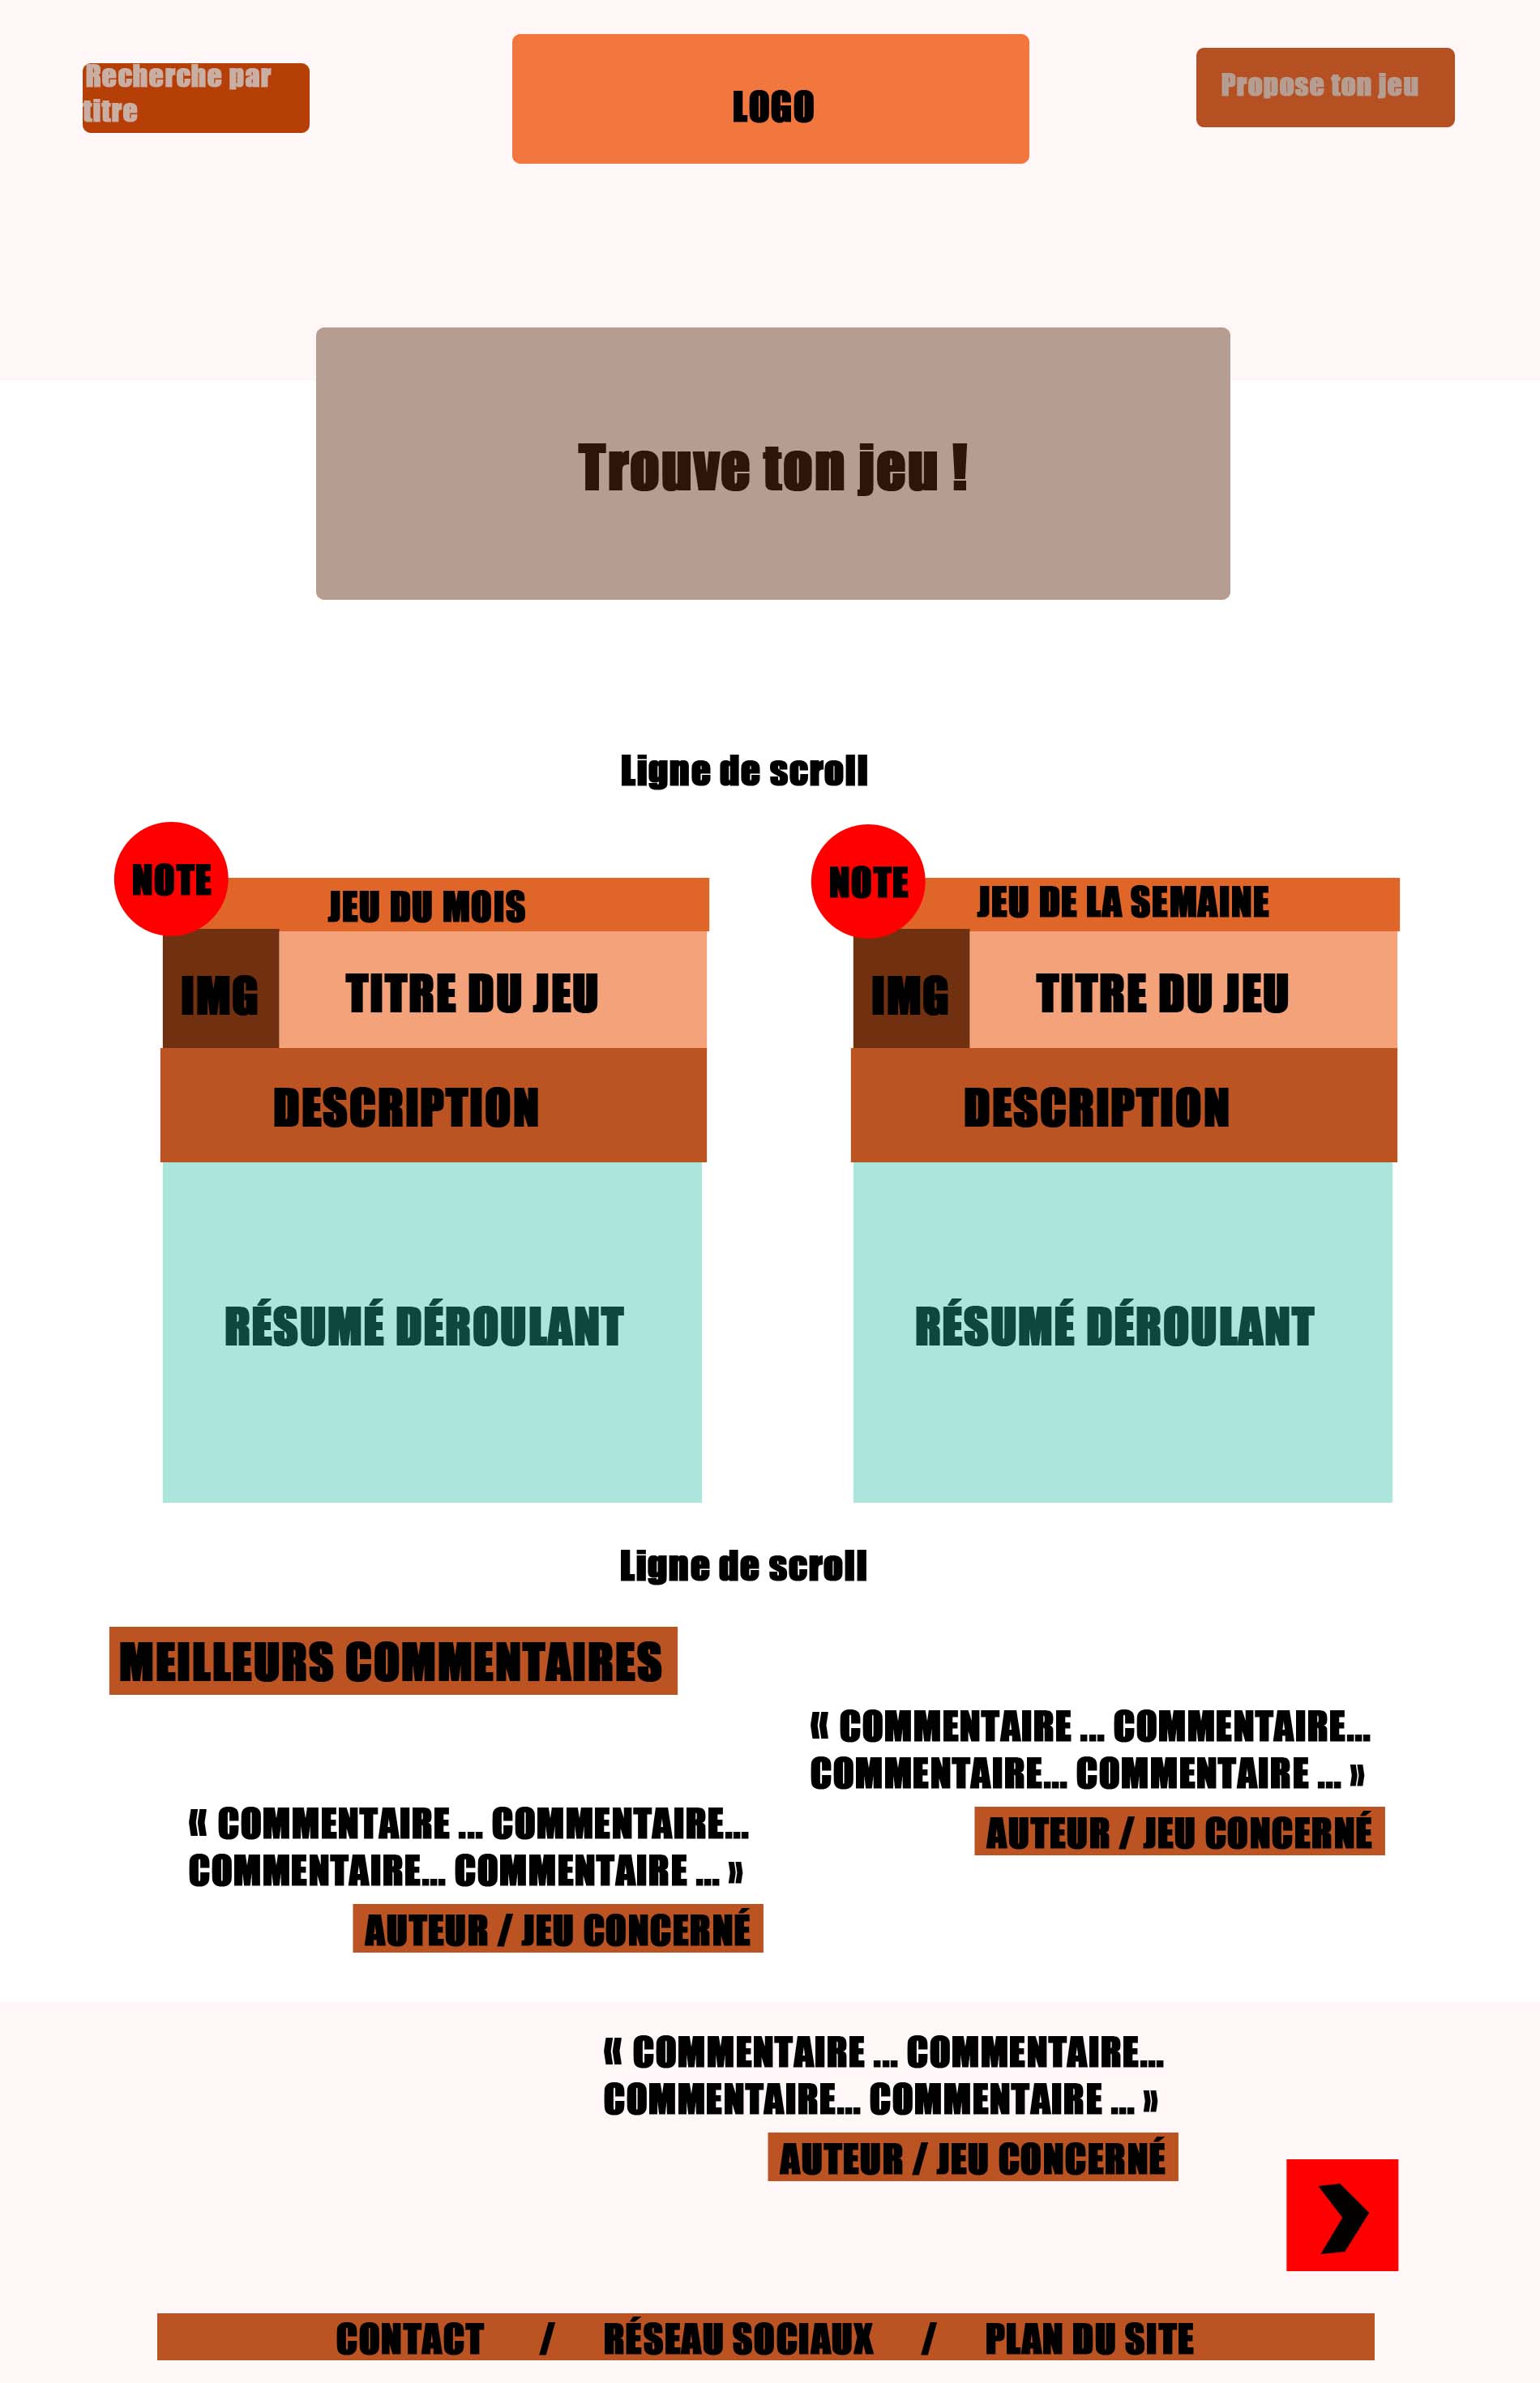 Recherche par
titre
LOGO
Propose ton jeu
Trouve ton jeu !
Ligne de scroll
NOTE
JEU DU MOIS
IMG
TITRE DU JEU
DESCRIPTION
RÉSUMÉ DÉROULANT
NOTE
JEU DE LA SEMAINE
IMG
TITRE DU JEU
DESCRIPTION
RÉSUMÉ DÉROULANT
Ligne de scroll
MEILLEURS COMMENTAIRES
« COMMENTAIRE ... COMMENTAIRE...
COMMENTAIRE... COMMENTAIRE ... »
AUTEUR / JEU CONCERNÉ
« COMMENTAIRE ... COMMENTAIRE...
COMMENTAIRE... COMMENTAIRE ... »
AUTEUR / JEU CONCERNÉ
« COMMENTAIRE ... COMMENTAIRE...
COMMENTAIRE... COMMENTAIRE ... »
AUTEUR / JEU CONCERNÉ
CONTACT / RÉSEAU SOCIAUX / PLAN DU SITE